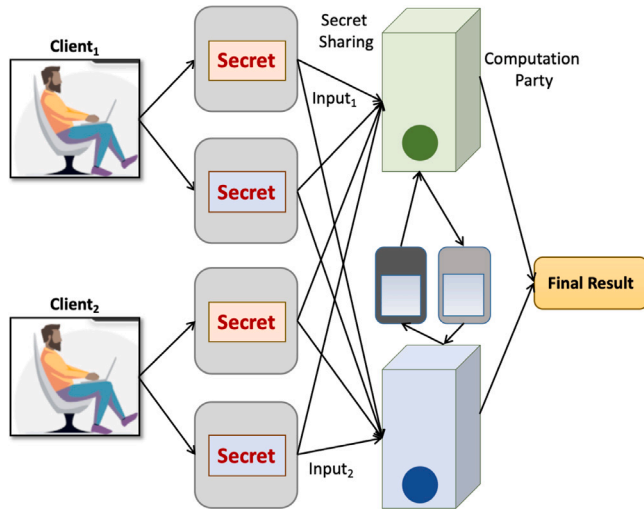 Client₁
Secret
Secret
Sharing
Input₁
Computation
Party
Secret
Client₂
Secret
Final Result
Secret
Input₂